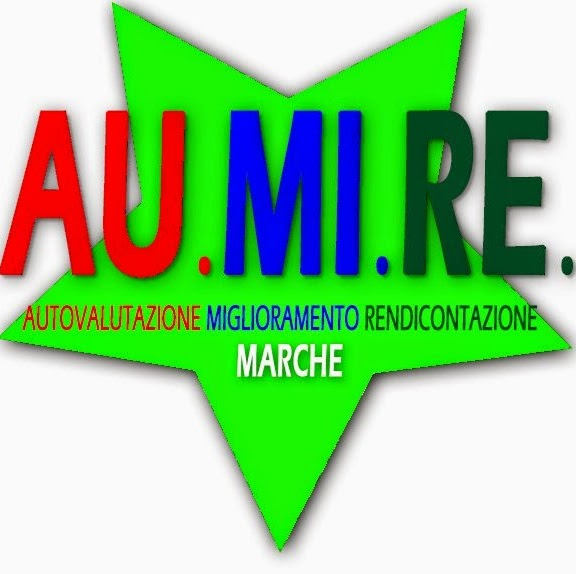 AU.MI.RE.
AUTOVALUTAZIONE MIGLIORAMENTO RENDICONTAZIONE
MARCHE